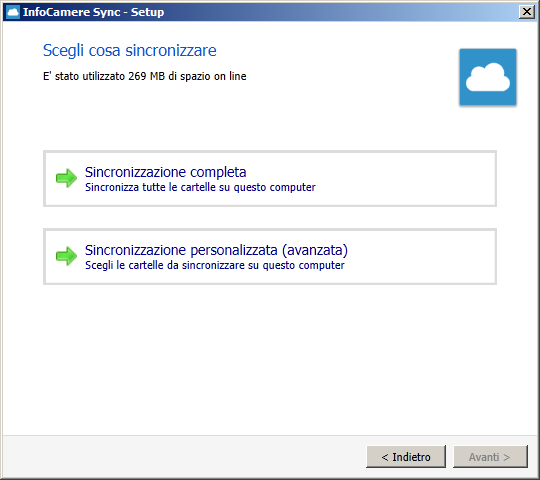 InfoCamere Sync - Setup
Scegli cosa sincronizzare
E' stato utilizzato 269 MB di spazio on line
Sincronizzazione completa
Sincronizza tutte le cartelle su questo computer
Sincronizzazione personalizzata (avanzata)
Scegli le cartelle da sincronizzare su questo computer
< Indietro
Avanti >